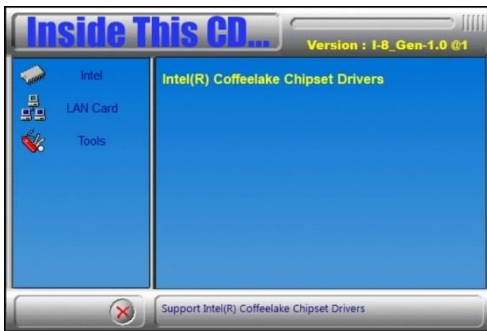 Inside This CD...
Version : I-8_Gen-1.0 @1
Intel
LAN Card
Tools
Intel(R) Coffeelake Chipset Drivers
Support Intel(R) Coffeelake Chipset Drivers